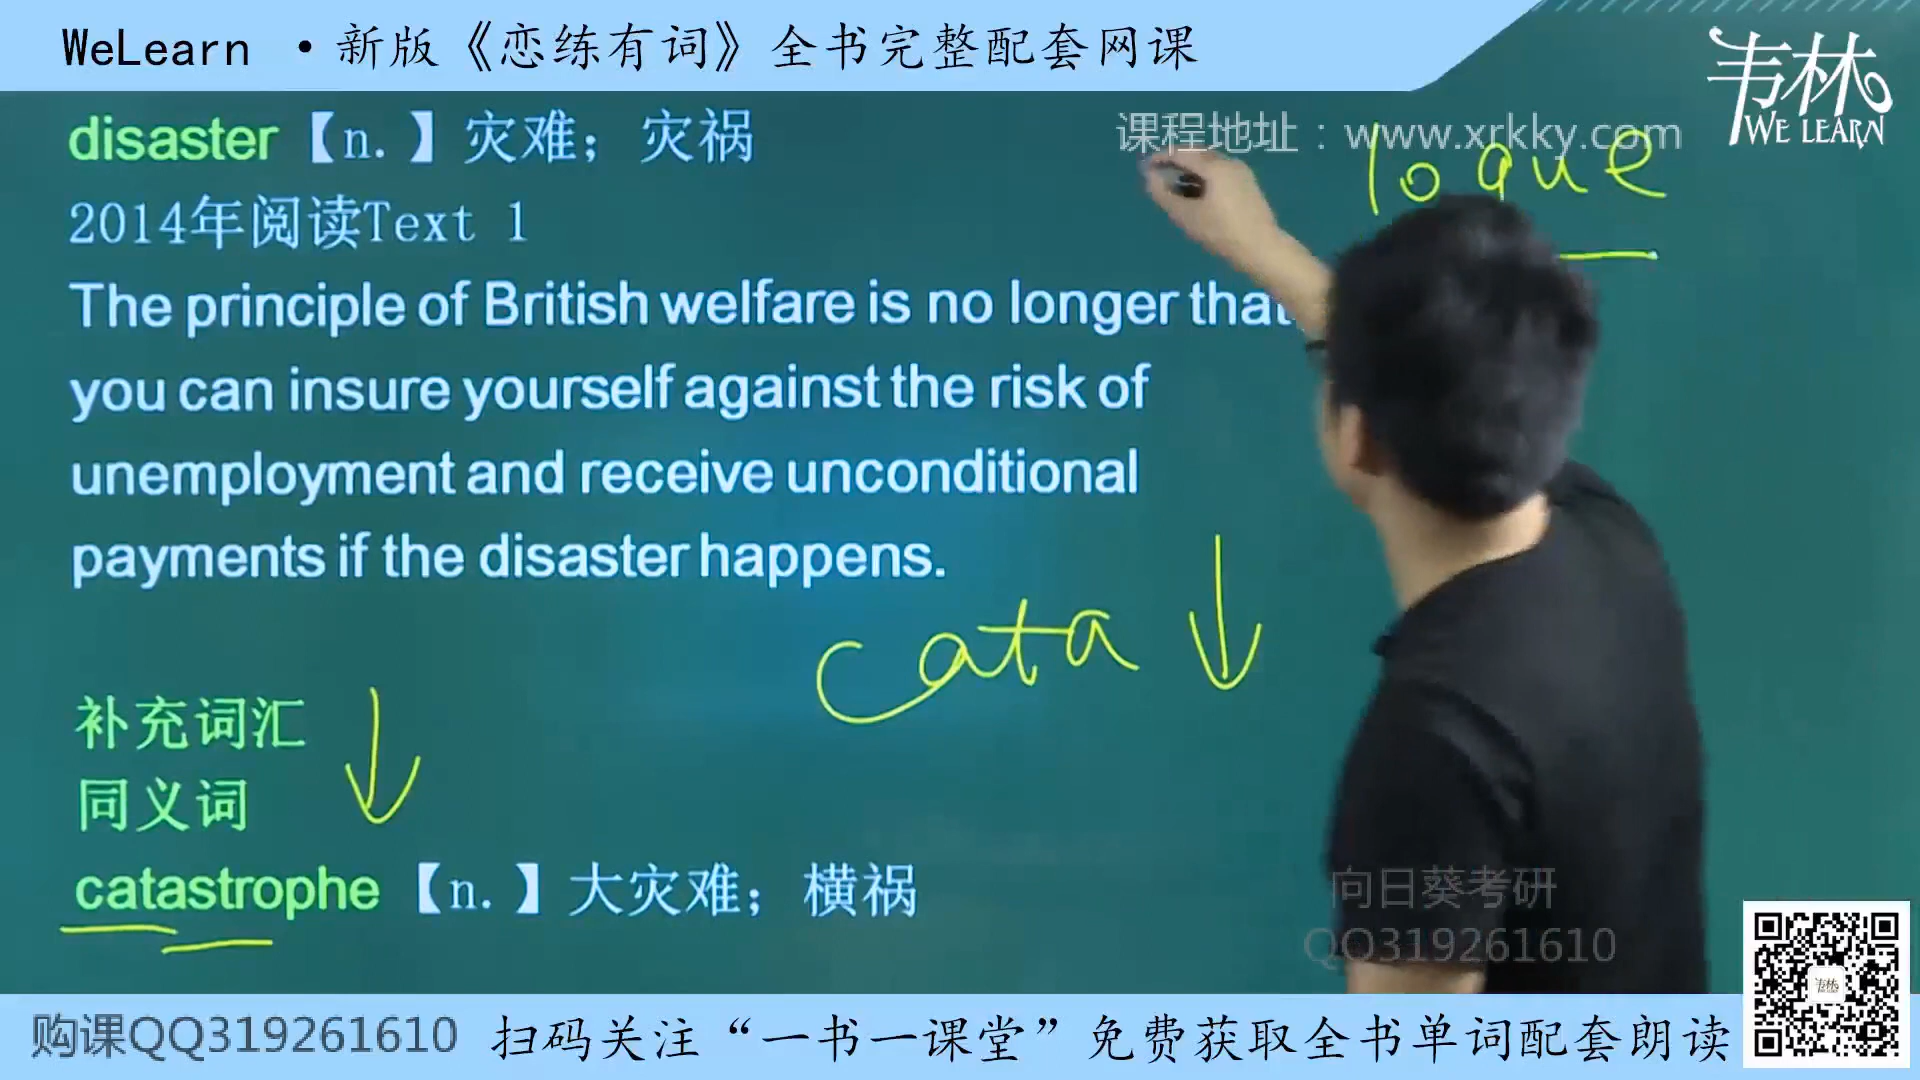 WeLearn ·新版《恋练有词》全书完整配套网课
韦林
WE LEARN
课程地址：www.xrkky.com
disaster【n.】灾难；灾祸
logue
2014年阅读Text 1
The principle of British welfare is no longer that
you can insure yourself against the risk of
unemployment and receive unconditional
payments if the disaster happens.
cata
补充词汇
同义词
catastrophe【n.】大灾难；横祸
向日葵考研
QQ319261610
购课QQ319261610
扫码关注“一书一课堂”免费获取全书单词配套朗读